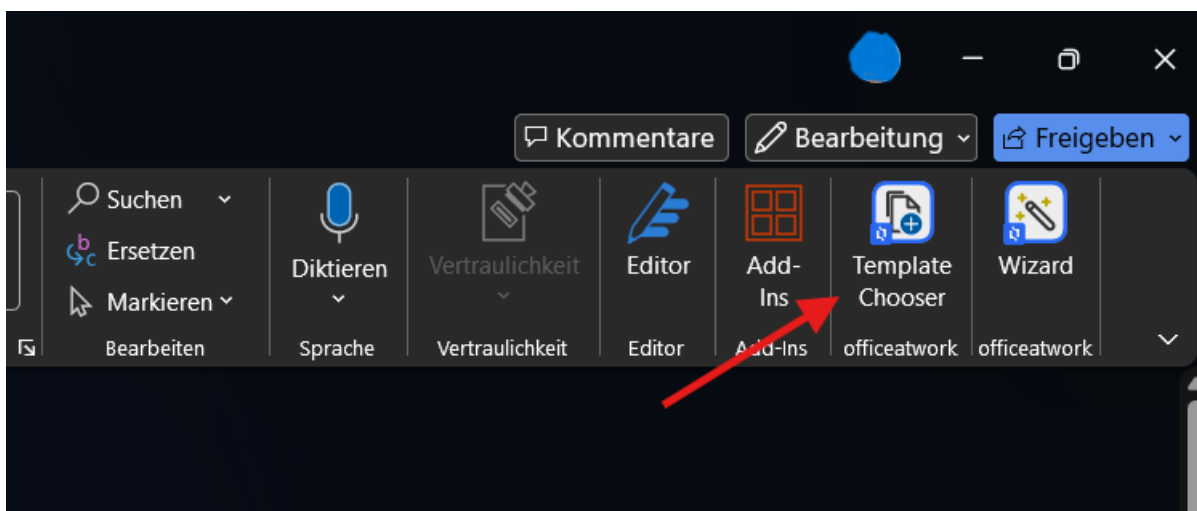 Kommentare
Bearbeitung
Freigeben
Suchen
Ersetzen
Markieren
Bearbeiten
Diktieren
Sprache
Vertraulichkeit
Vertraulichkeit
Editor
Editor
Add-
Ins
Add-Ins
Template
Chooser
officeatwork
Wizard
officeatwork